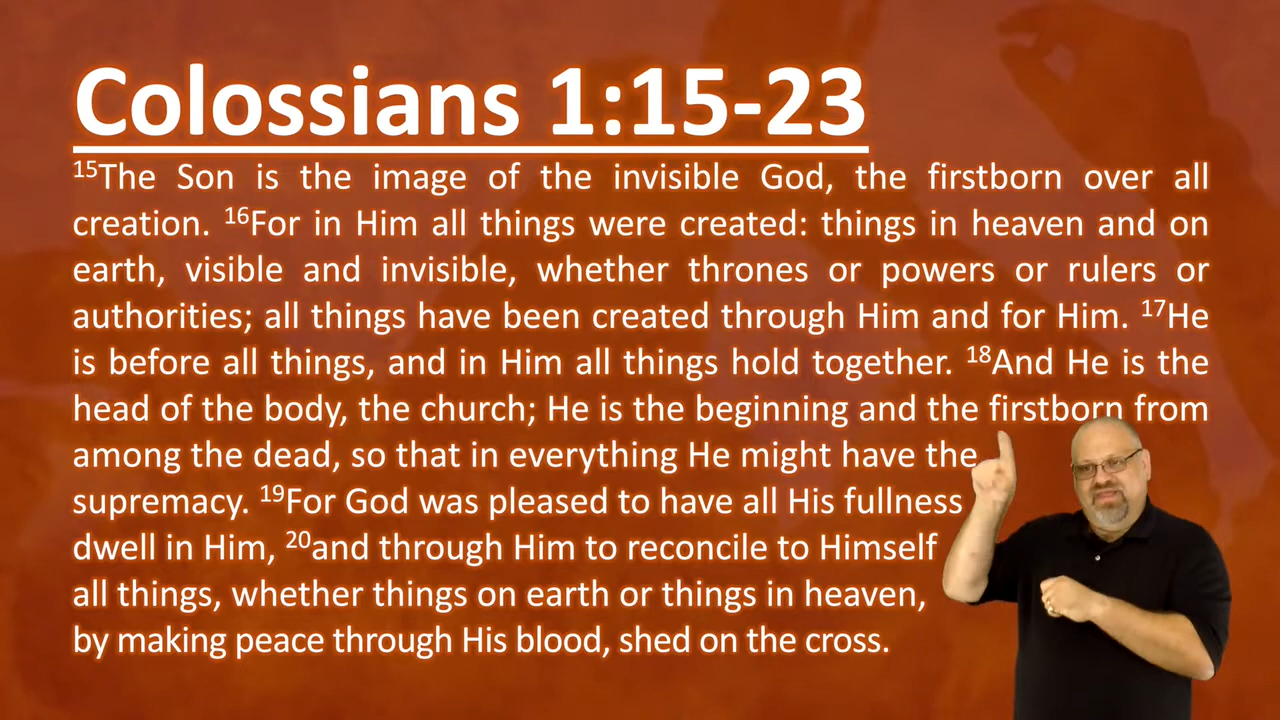 Colossians 1:15-23
¹⁵The Son is the image of the invisible God, the firstborn over all
creation. ¹⁶For in Him all things were created: things in heaven and on
earth, visible and invisible, whether thrones or powers or rulers or
authorities; all things have been created through Him and for Him. ¹⁷He
is before all things, and in Him all things hold together. ¹⁸And He is the
head of the body, the church; He is the beginning and the firstborn from
among the dead, so that in everything He might have the
supremacy. ¹⁹For God was pleased to have all His fullness
dwell in Him, ²⁰and through Him to reconcile to Himself
all things, whether things on earth or things in heaven,
by making peace through His blood, shed on the cross.